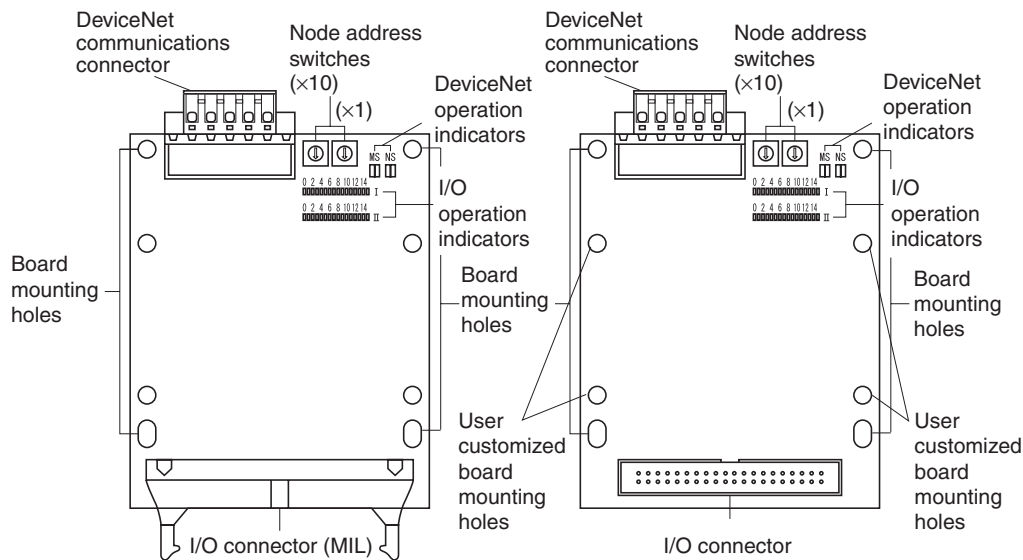 DeviceNet
communications
connector
Node address
switches
(×10)
(×1)
DeviceNet
operation
indicators
MS NS
0 2 4 6 8 10 12 14
I
0 2 4 6 8 10 12 14
II
I/O
operation
indicators
Board
mounting
holes
Board
mounting
holes
I/O connector (MIL)
DeviceNet
communications
connector
Node address
switches
(×10)
(×1)
DeviceNet
operation
indicators
MS NS
0 2 4 6 8 10 12 14
I
0 2 4 6 8 10 12 14
II
I/O
operation
indicators
Board
mounting
holes
User
customized
board
mounting
holes
User
customized
board
mounting
holes
I/O connector